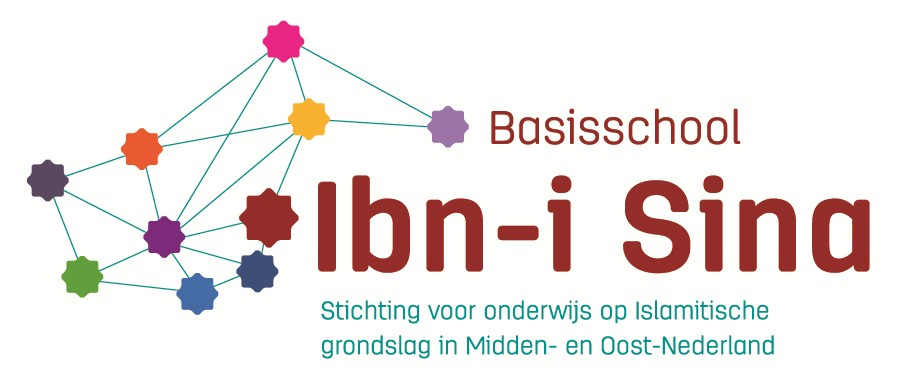 Basisschool
Ibn-i Sina
Stichting voor onderwijs op Islamitische
grondslag in Midden- en Oost-Nederland